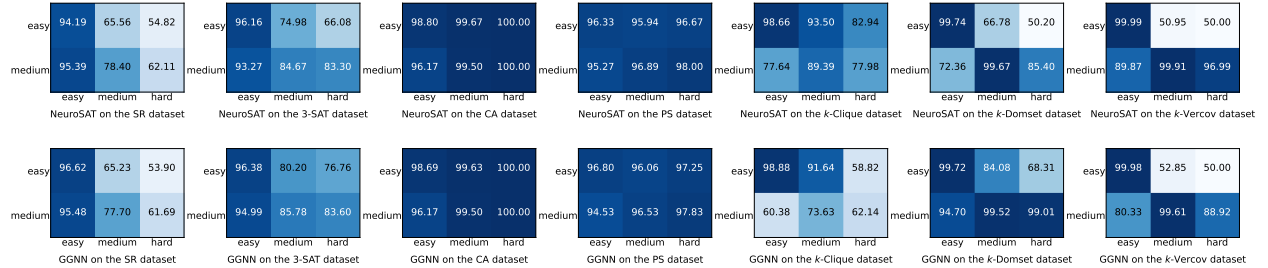 easy 94.19 65.56 54.82 easy 96.16 74.98 66.08 easy 98.80 99.67 100.00 easy 96.33 95.94 96.67 easy 98.66 93.50 82.94 easy 99.74 66.78 50.20 easy 99.99 50.95 50.00
medium 95.39 78.40 62.11 medium 93.27 84.67 83.30 medium 96.17 99.50 100.00 medium 95.27 96.89 98.00 medium 77.64 89.39 77.98 medium 72.36 99.67 85.40 medium 89.87 99.91 96.99
easy medium hard easy medium hard easy medium hard easy medium hard easy medium hard easy medium hard easy medium hard
NeuroSAT on the SR dataset NeuroSAT on the 3-SAT dataset NeuroSAT on the CA dataset NeuroSAT on the PS dataset NeuroSAT on the k-Clique dataset NeuroSAT on the k-Domset dataset NeuroSAT on the k-Vercov dataset
easy 96.62 65.23 53.90 easy 96.38 80.20 76.76 easy 98.69 99.63 100.00 easy 96.80 96.06 97.25 easy 98.88 91.64 58.82 easy 99.72 84.08 68.31 easy 99.98 52.85 50.00
medium 95.48 77.70 61.69 medium 94.99 85.78 83.60 medium 96.17 99.50 100.00 medium 94.53 96.53 97.83 medium 60.38 73.63 62.14 medium 94.70 99.52 99.01 medium 80.33 99.61 88.92
easy medium hard easy medium hard easy medium hard easy medium hard easy medium hard easy medium hard easy medium hard
GGNN on the SR dataset GGNN on the 3-SAT dataset GGNN on the CA dataset GGNN on the PS dataset GGNN on the k-Clique dataset GGNN on the k-Domset dataset GGNN on the k-Vercov dataset